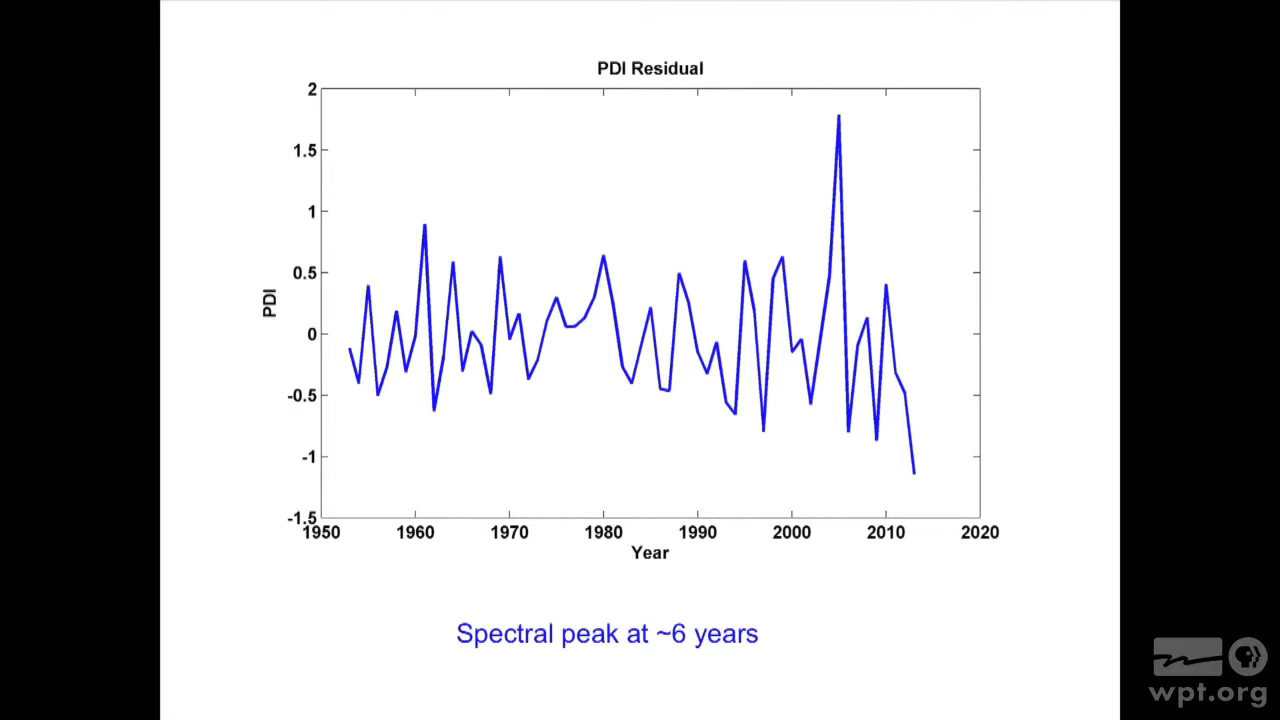 PDI Residual
2
1.5
1
0.5
0
-0.5
-1
-1.5
PDI
1950 1960 1970 1980 1990 2000 2010 2020
Year
Spectral peak at ~6 years
wpt.org